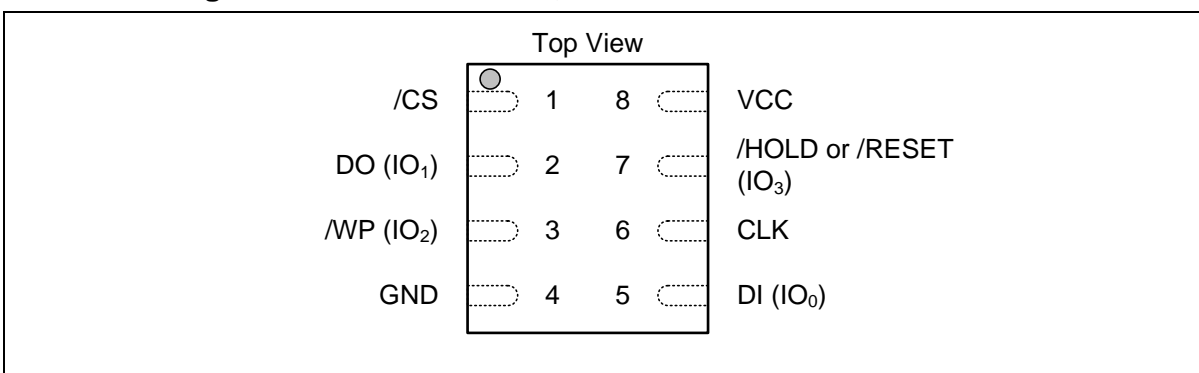 Top View
/CS 1 8 VCC
DO (IO₁) 2 7 /HOLD or /RESET
(IO₃)
/WP (IO₂) 3 6 CLK
GND 4 5 DI (IO₀)